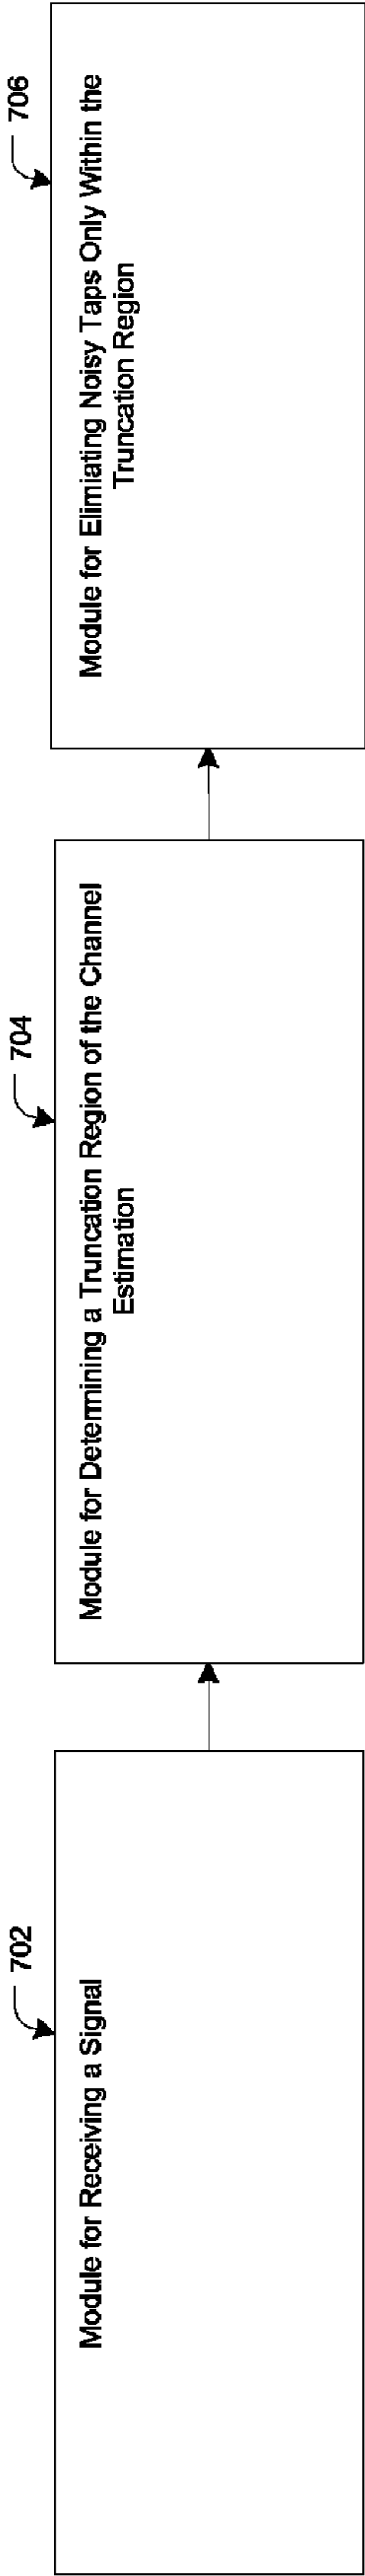 702
Module for Receiving a Signal
704
Module for Determining a Truncation Region of the Channel
Estimation
706
Module for Elimiating Noisy Taps Only Within the
Truncation Region